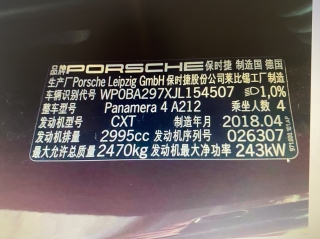 品牌 PORSCHE 保时捷 制造国 德国
生产厂 Porsche Leipzig GmbH 保时捷股份公司莱比锡工厂制造
车辆识别代号 WP0BA297XJL154507 1,0%
整车型号 Panamera 4 A212 乘坐人数 4
发动机型号 CXT 制造年月 2018.04
发动机排量 2995cc 发动机序列号 026307
最大允许总质量 2470kg 发动机最大净功率 243kW